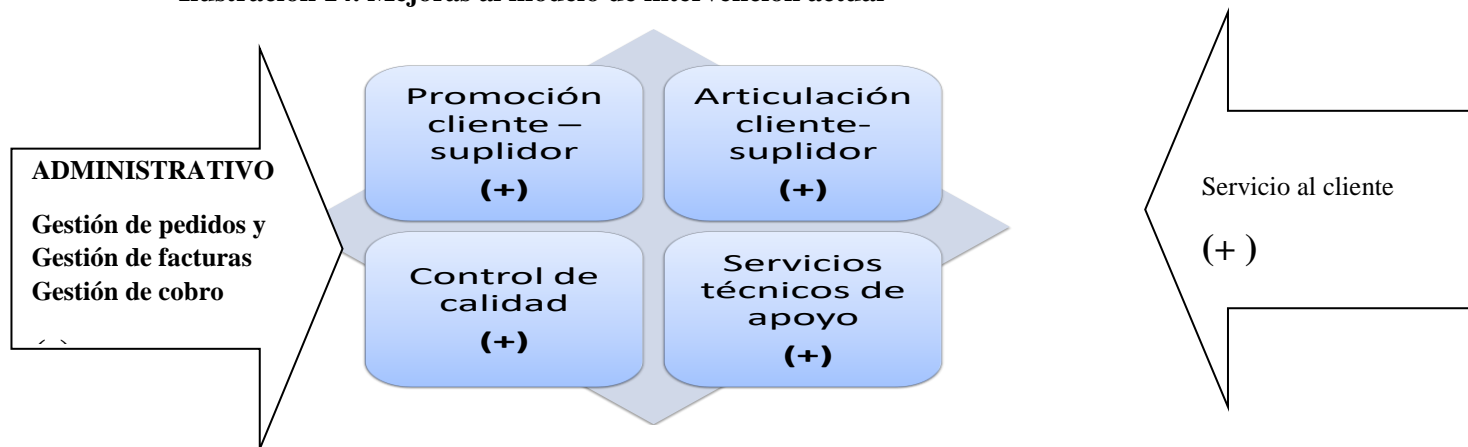 Ilustración 14. Mejoras al modelo de intervención actual
ADMINISTRATIVO
Gestión de pedidos y
Gestión de facturas
Gestión de cobro
Promoción
cliente –
suplidor
(+)
Articulación
cliente-
suplidor
(+)
Control de
calidad
(+)
Servicios
técnicos de
apoyo
(+)
Servicio al cliente
(+ )